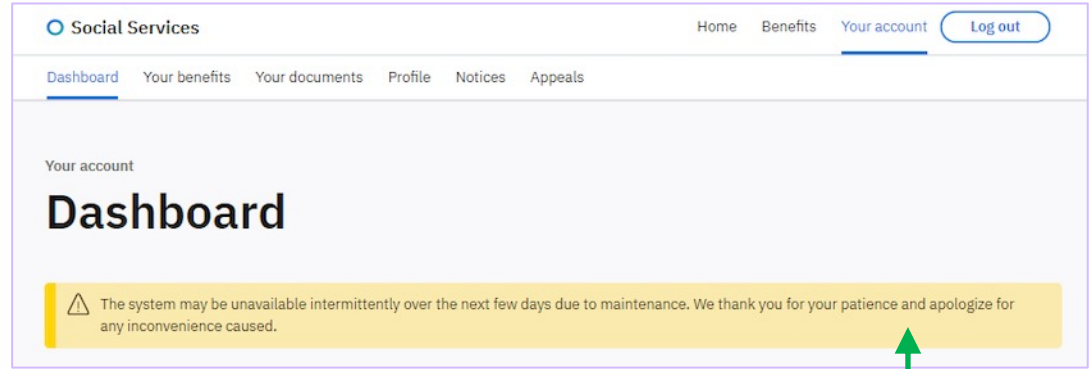 Social Services Home Benefits Your account Log out
Dashboard Your benefits Your documents Profile Notices Appeals
Your account
Dashboard
The system may be unavailable intermittently over the next few days due to maintenance. We thank you for your patience and apologize for
any inconvenience caused.